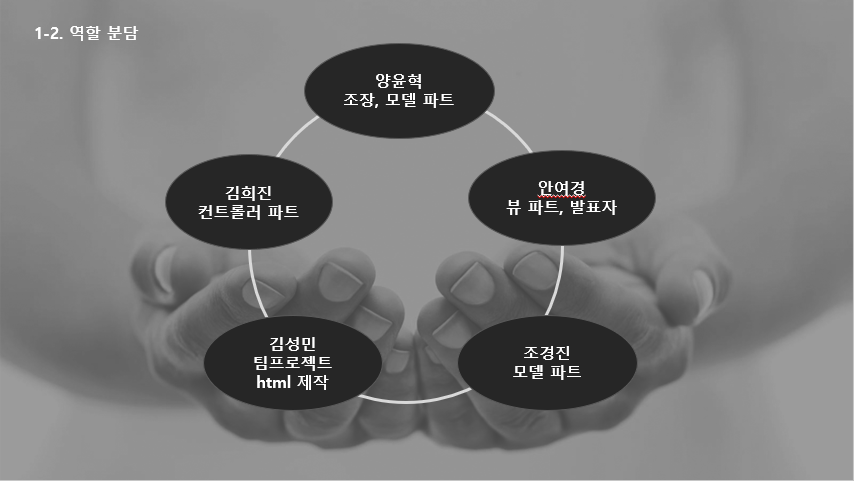 1-2. 역할 분담
양윤혁
조장, 모델 파트
김희진
컨트롤러 파트
안여경
뷰 파트, 발표자
김성민
팀프로젝트
html 제작
조경진
모델 파트